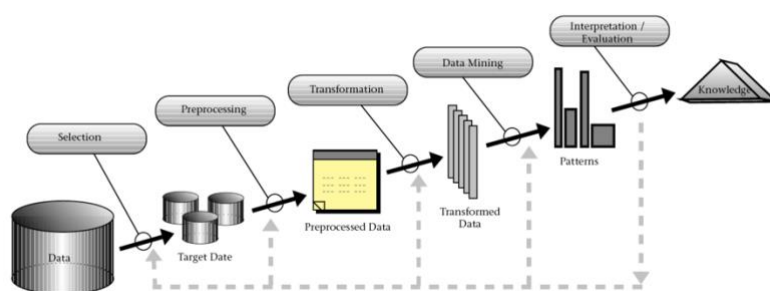 Interpretation /
Evaluation
Data Mining
Transformation
Preprocessing
Selection
Knowledge
Patterns
Transformed
Data
Preprocessed Data
Target Date
Data